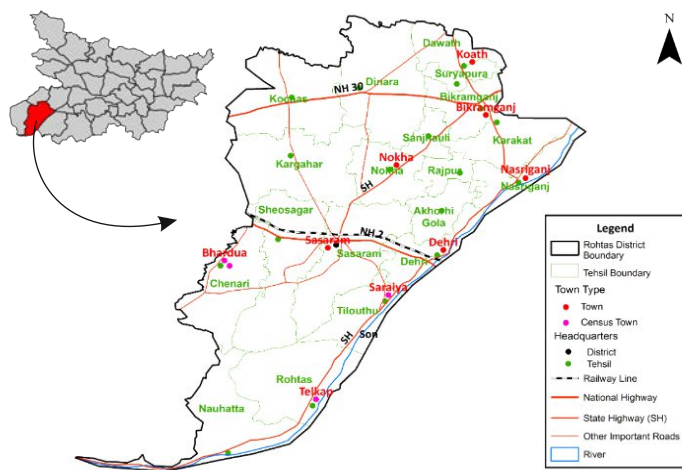 N
Dawath
Koath
Suryapura
NH 30
Dinara
Kochas
Bikramganj
Bikramganj
Karakat
Sanjhauli
Kargahar
Nokha
Nokha
Rajpur
Nasriganj
Nasriganj
SH
Sheosagar
Akhorhi
Gola
NH 2
Sasaram
Sasaram
Dehri
Dehri
Bhardua
Chenari
Saraiya
Tilouthu
SH
Son
Rohtas
Telkap
Nauhatta
Legend
Rohtas District
Boundary
Tehsil Boundary
Town Type
Town
Census Town
Headquarters
District
Tehsil
Railway Line
National Highway
State Highway (SH)
Other Important Roads
River